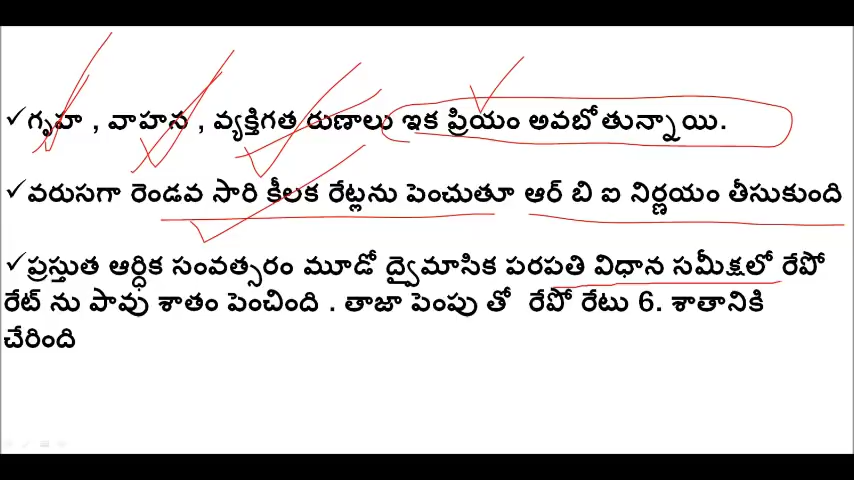 ✓గృహ , వాహన , వ్యక్తిగత రుణాలు ఇక ప్రియం అవబోతున్నాయి.
✓వరుసగా రెండవ సారి కీలక రేట్లను పెంచుతూ ఆర్ బి ఐ నిర్ణయం తీసుకుంది
✓ప్రస్తుత ఆర్ధిక సంవత్సరం మూడో ద్వైమాసిక పరపతి విధాన సమీక్షలో రేపో
రేట్ ను పావు శాతం పెంచింది . తాజా పెంపు తో రేపో రేటు 6. శాతానికి
చేరింది